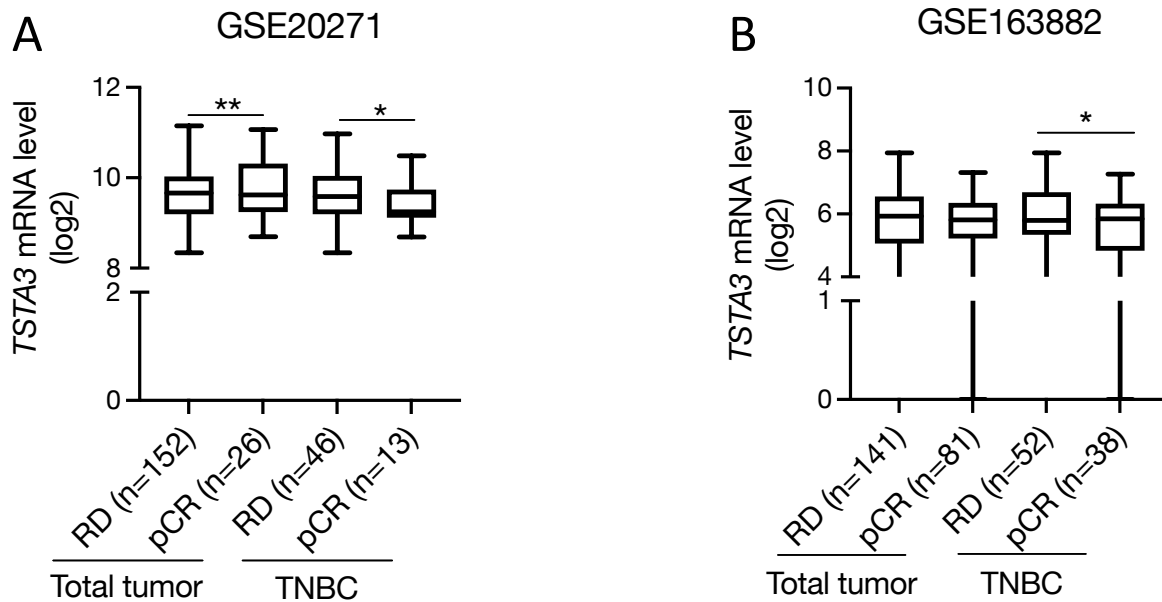 A
GSE20271
TSTA3 mRNA level
(log2)
12
10
8
2
0
**
*
RD (n=152)
pCR (n=26)
RD (n=46)
pCR (n=13)
Total tumor
TNBC
B
GSE163882
TSTA3 mRNA level
(log2)
10
8
6
4
1
0
*
RD (n=141)
pCR (n=81)
RD (n=52)
pCR (n=38)
Total tumor
TNBC